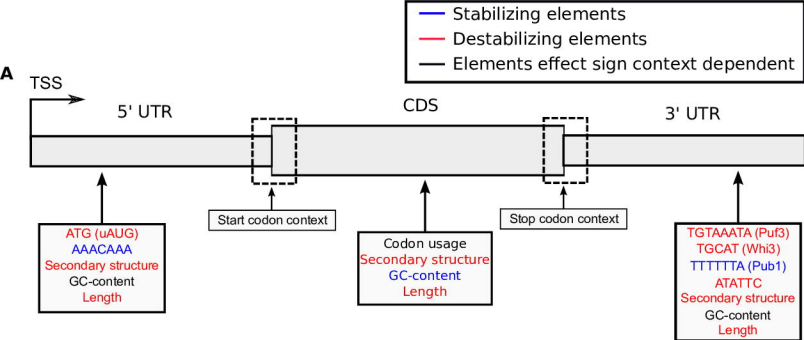 Stabilizing elements
Destabilizing elements
Elements effect sign context dependent
A
TSS
5' UTR
CDS
3' UTR
Start codon context
Stop codon context
ATG (uAUG)
AAACAAA
Secondary structure
GC-content
Length
Codon usage
Secondary structure
GC-content
Length
TGTAAATA (Puf3)
TGCAT (Whi3)
TTTTTTA (Pub1)
ATATTC
Secondary structure
GC-content
Length